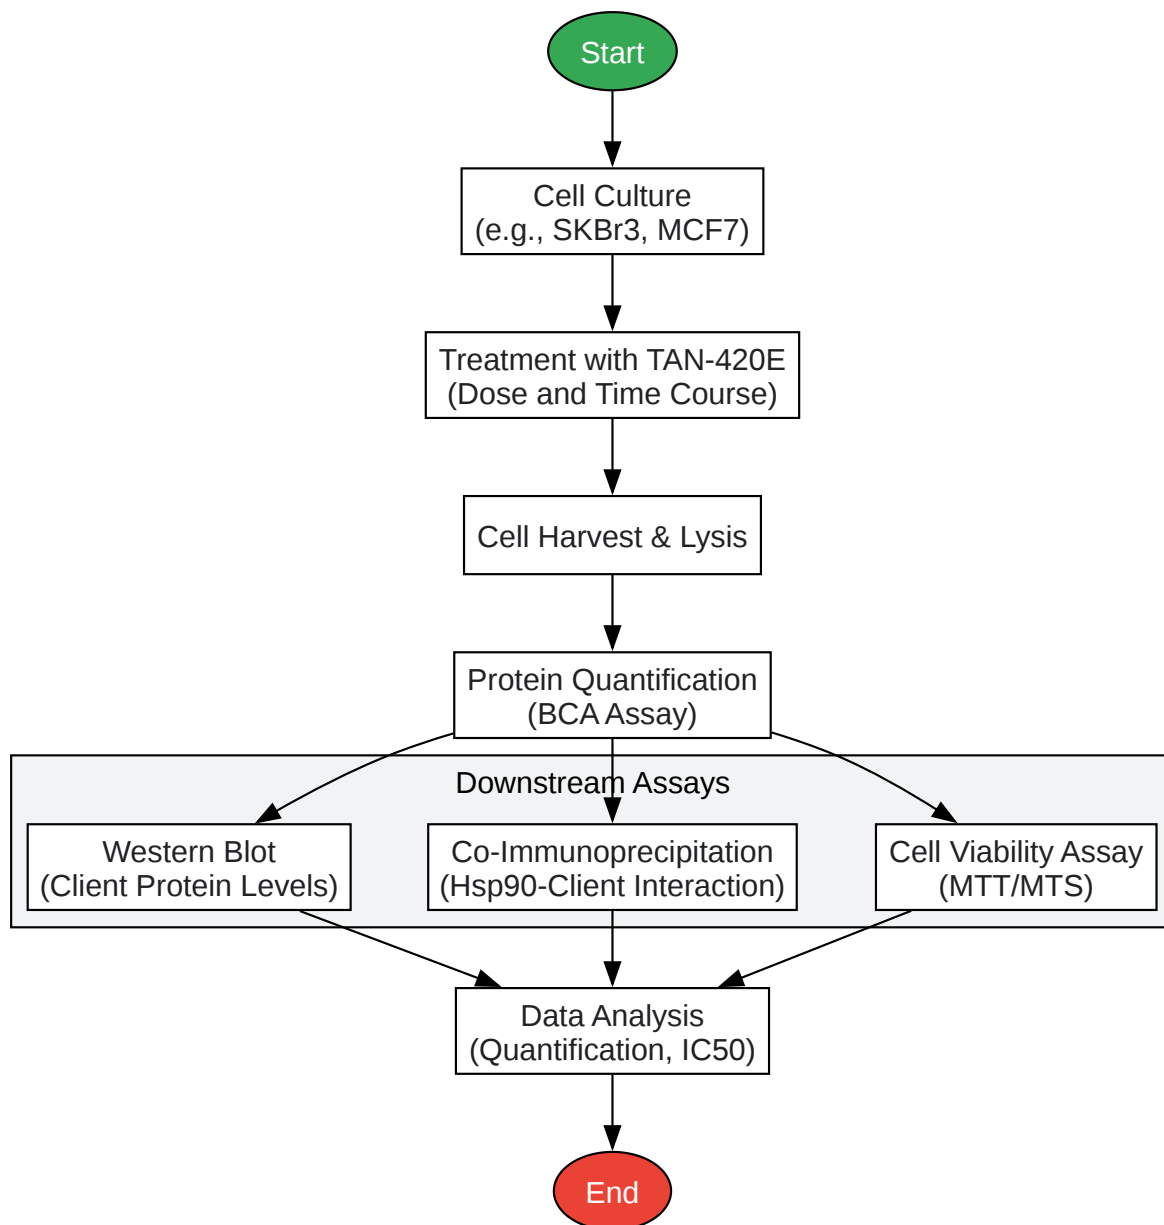 Start
Cell Culture
(e.g., SKBr3, MCF7)
Treatment with TAN-420E
(Dose and Time Course)
Cell Harvest & Lysis
Protein Quantification
(BCA Assay)
Downstream Assays
Western Blot
(Client Protein Levels)
Co-Immunoprecipitation
(Hsp90-Client Interaction)
Cell Viability Assay
(MTT/MTS)
Data Analysis
(Quantification, IC50)
End